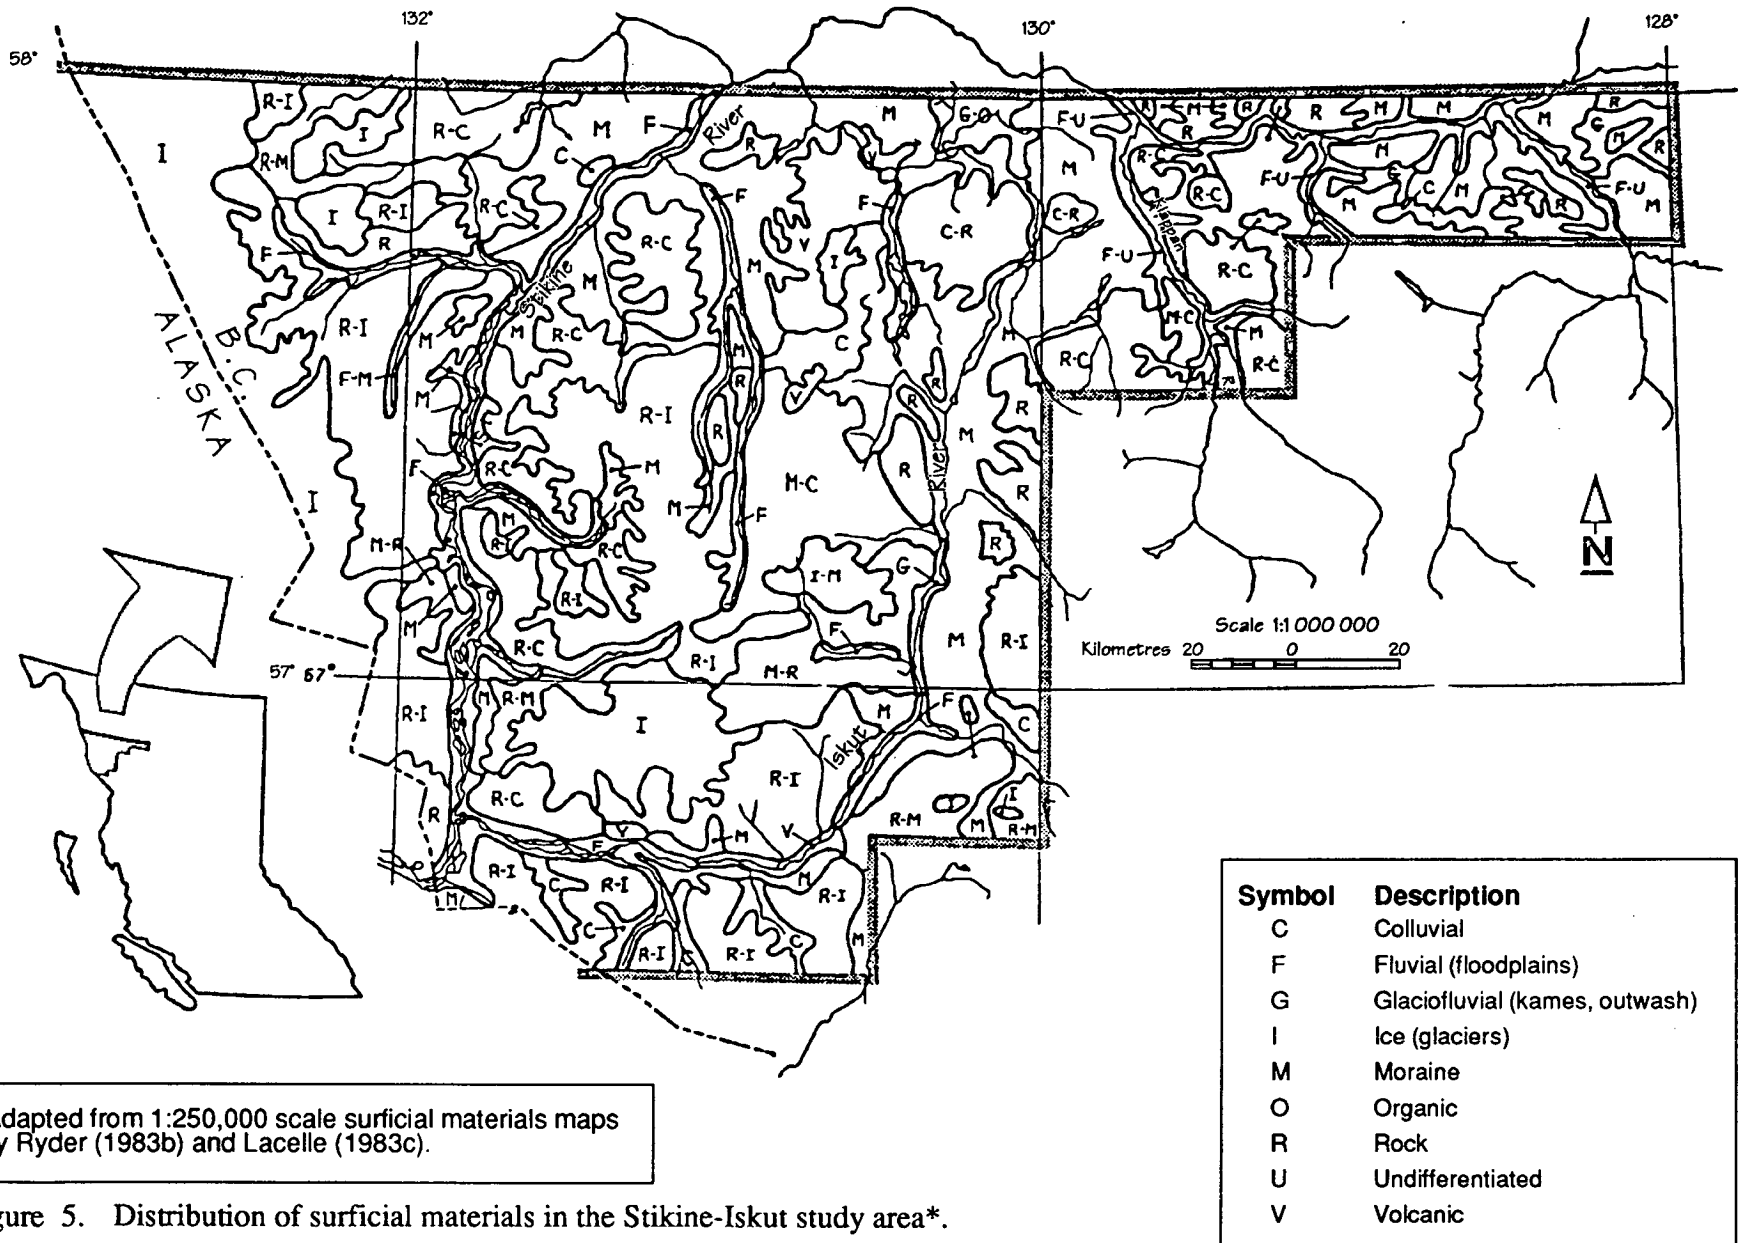 132°
130°
128°
58°
R-I
I
R-C
M
F
River
R
M
G-O
F-U
R
M
R
R
M
M
M
R
G
M
R
I
R-M
C
R-C
I
R-I
R
F
F
V
I
C-R
M
C-R
R-C
F-U
R-C
Klappan
M
C
M
M
R
F-U
M
F
R-C
M
Stikine
M
F-U
R-C
B.C.
ALASKA
R-I
M
M
R-C
M
R
C
M
M-C
M
R-C
R-C
F-M
M
R-I
R
V
R
R
R
M
F
R-C
M
M
F
M-C
R
River
R
I
M
R-I
R-C
R
N
M-R
M
R-I
I-M
G
R-C
F
M
R-I
Scale 1:1 000 000
Kilometres 20 0 20
57° 57°
R-I
M-R
R-I
M
R-M
I
M
F
C
Iskut
R-I
R-C
R
V
F
M
V
R-M
I
M
R-M
M
R-I
C
R-I
M
R-I
C
R-I
R-I
C
M
Symbol Description
C Colluvial
F Fluvial (floodplains)
G Glaciofluvial (kames, outwash)
I Ice (glaciers)
M Moraine
O Organic
R Rock
U Undifferentiated
V Volcanic
dapted from 1:250,000 scale surficial materials maps
y Ryder (1983b) and Lacelle (1983c).
gure 5. Distribution of surficial materials in the Stikine-Iskut study area*.